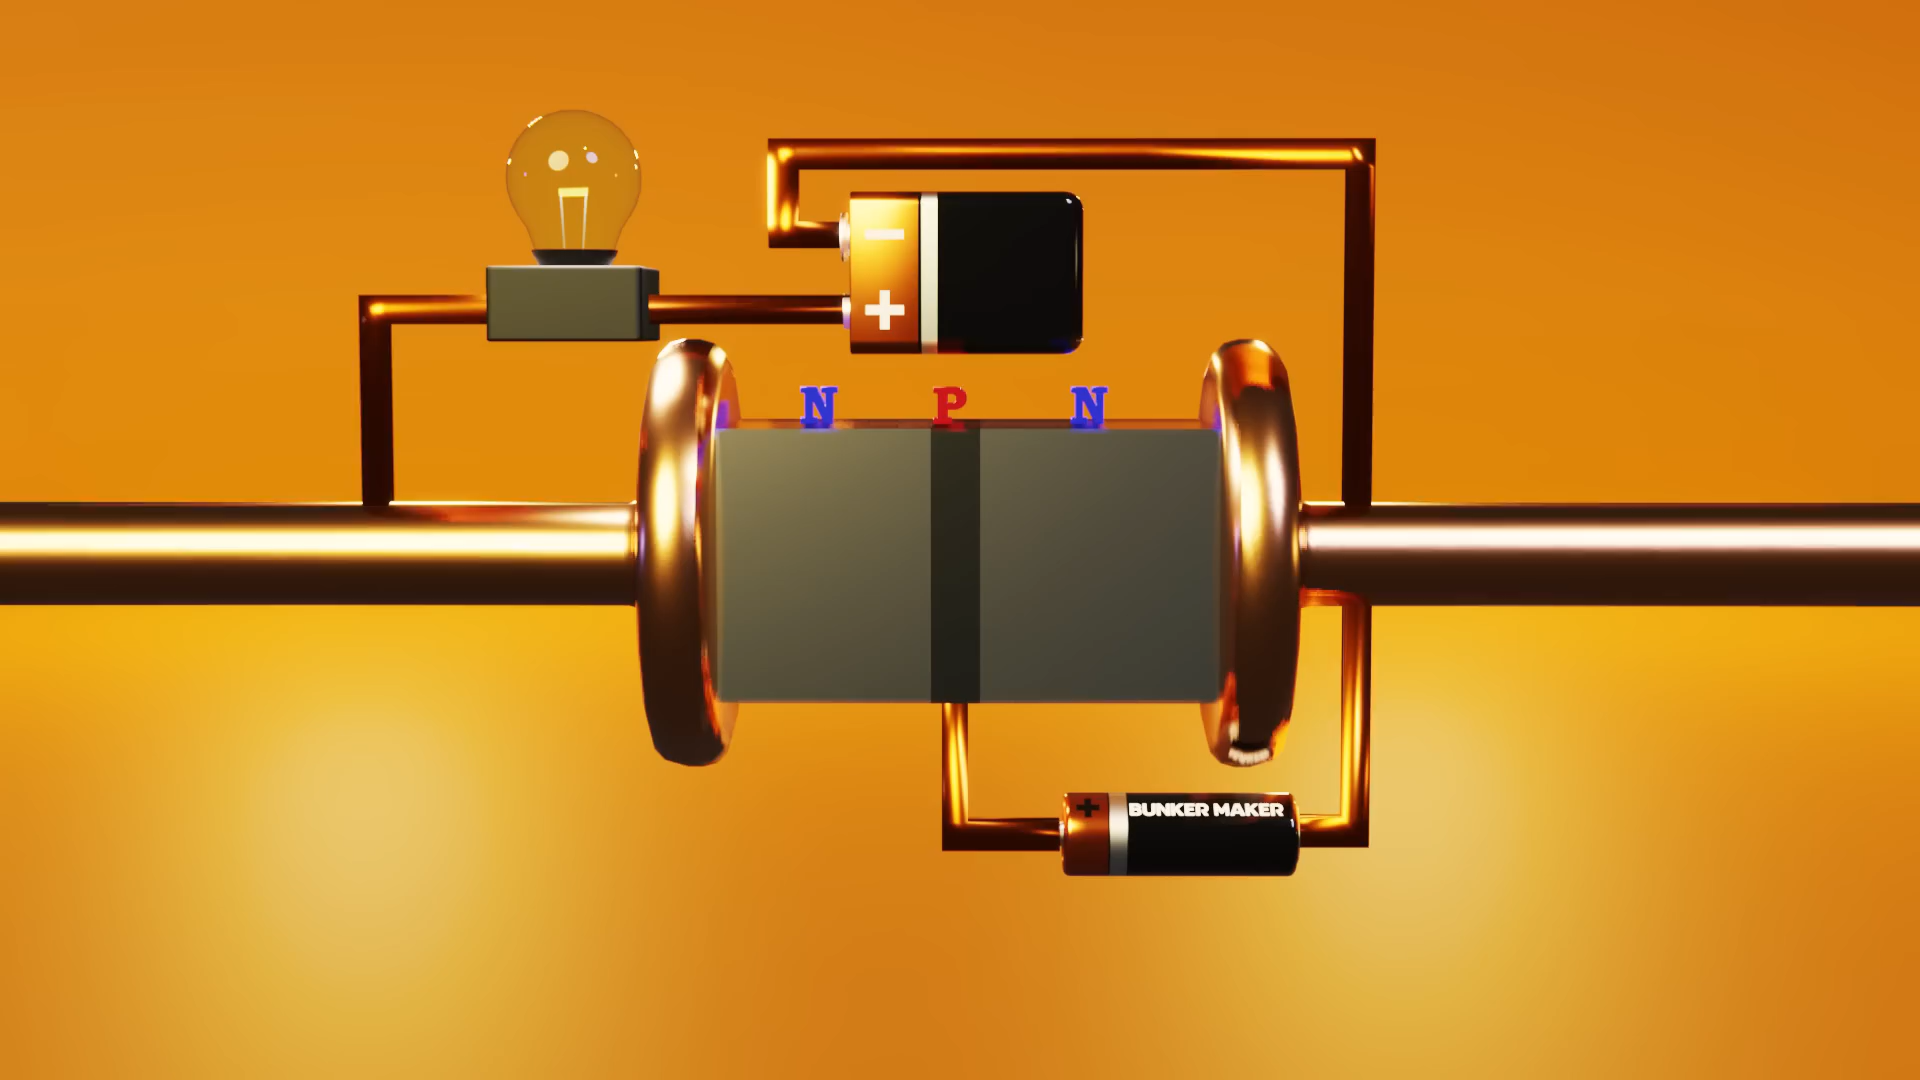 −
+
N P N
+ BUNKER MAKER